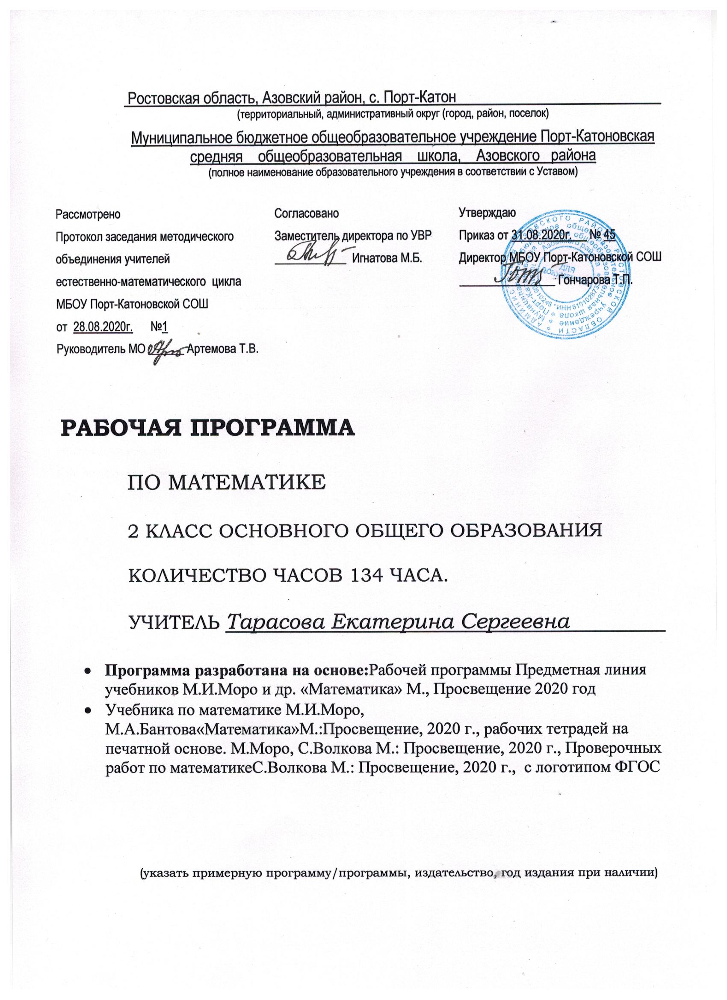 Ростовская область, Азовский район, с. Порт-Катон
(территориальный, административный округ (город, район, поселок)
Муниципальное бюджетное общеобразовательное учреждение Порт-Катоновская
средняя общеобразовательная школа, Азовского района
(полное наименование образовательного учреждения в соответствии с Уставом)
Рассмотрено
Протокол заседания методического
объединения учителей
естественно-математического цикла
МБОУ Порт-Катоновской СОШ
от 28.08.2020г. №1
Руководитель МО Артемова Т.В.
Согласовано
Заместитель директора по УВР
Игнатова М.Б.
Утверждаю
Приказ от 31.08.2020г. № 45
Директор МБОУ Порт-Катоновской СОШ
Гончарова Т.П.
РАБОЧАЯ ПРОГРАММА
ПО МАТЕМАТИКЕ
2 КЛАСС ОСНОВНОГО ОБЩЕГО ОБРАЗОВАНИЯ
КОЛИЧЕСТВО ЧАСОВ 134 ЧАСА.
УЧИТЕЛЬ Тарасова Екатерина Сергеевна
• Программа разработана на основе:Рабочей программы Предметная линия
учебников М.И.Моро и др. «Математика» М., Просвещение 2020 год
• Учебника по математике М.И.Моро,
М.А.Бантова«Математика»М.:Просвещение, 2020 г., рабочих тетрадей на
печатной основе. М.Моро, С.Волкова М.: Просвещение, 2020 г., Проверочных
работ по математикеС.Волкова М.: Просвещение, 2020 г., с логотипом ФГОС
(указать примерную программу/программы, издательство, год издания при наличии)